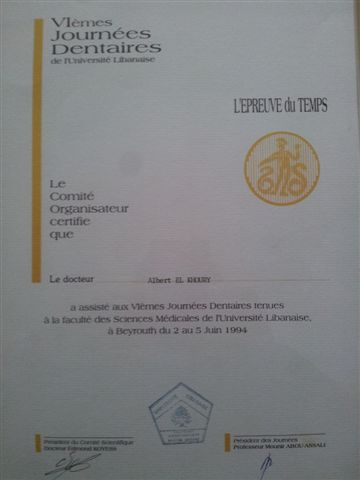 VIèmes
Journées
Dentaires
de l'Université Libanaise
L'EPREUVE du TEMPS
Le
Comité
Organisateur
certifie
que
Le docteur Albert EL KHOURY
a assisté aux VIèmes Journées Dentaires tenues
à la faculté des Sciences Médicales de l'Université Libanaise,
à Beyrouth du 2 au 5 Juin 1994
Président du Comité Scientifique
Docteur Edmond
Président des Journées
Professeur Mounir ABOU ANSALI